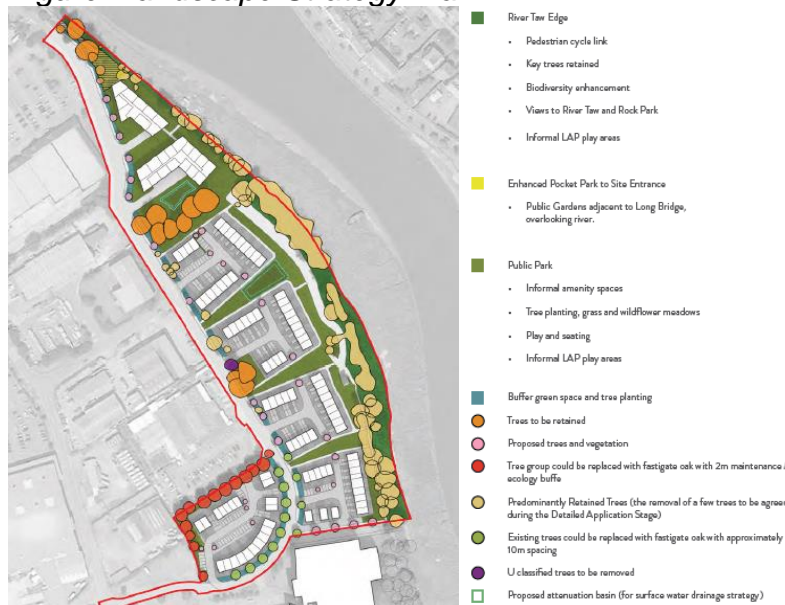 River Taw Edge
• Pedestrian cycle link
• Key trees retained
• Biodiversity enhancement
• Views to River Taw and Rock Park
• Informal LAP play areas
Enhanced Pocket Park to Site Entrance
• Public Gardens adjacent to Long Bridge,
overlooking river.
Public Park
• Informal amenity spaces
• Tree planting, grass and wildflower meadows
• Play and seating
• Informal LAP play areas
Buffer green space and tree planting
Trees to be retained
Proposed trees and vegetation
Tree group could be replaced with fastigate oak with 2m maintenance &
ecology buffe
Predominantly Retained Trees (the removal of a few trees to be agreed
during the Detailed Application Stage)
Existing trees could be replaced with fastigate oak with approximately
10m spacing
U classified trees to be removed
Proposed attenuation basin (for surface water drainage strategy)